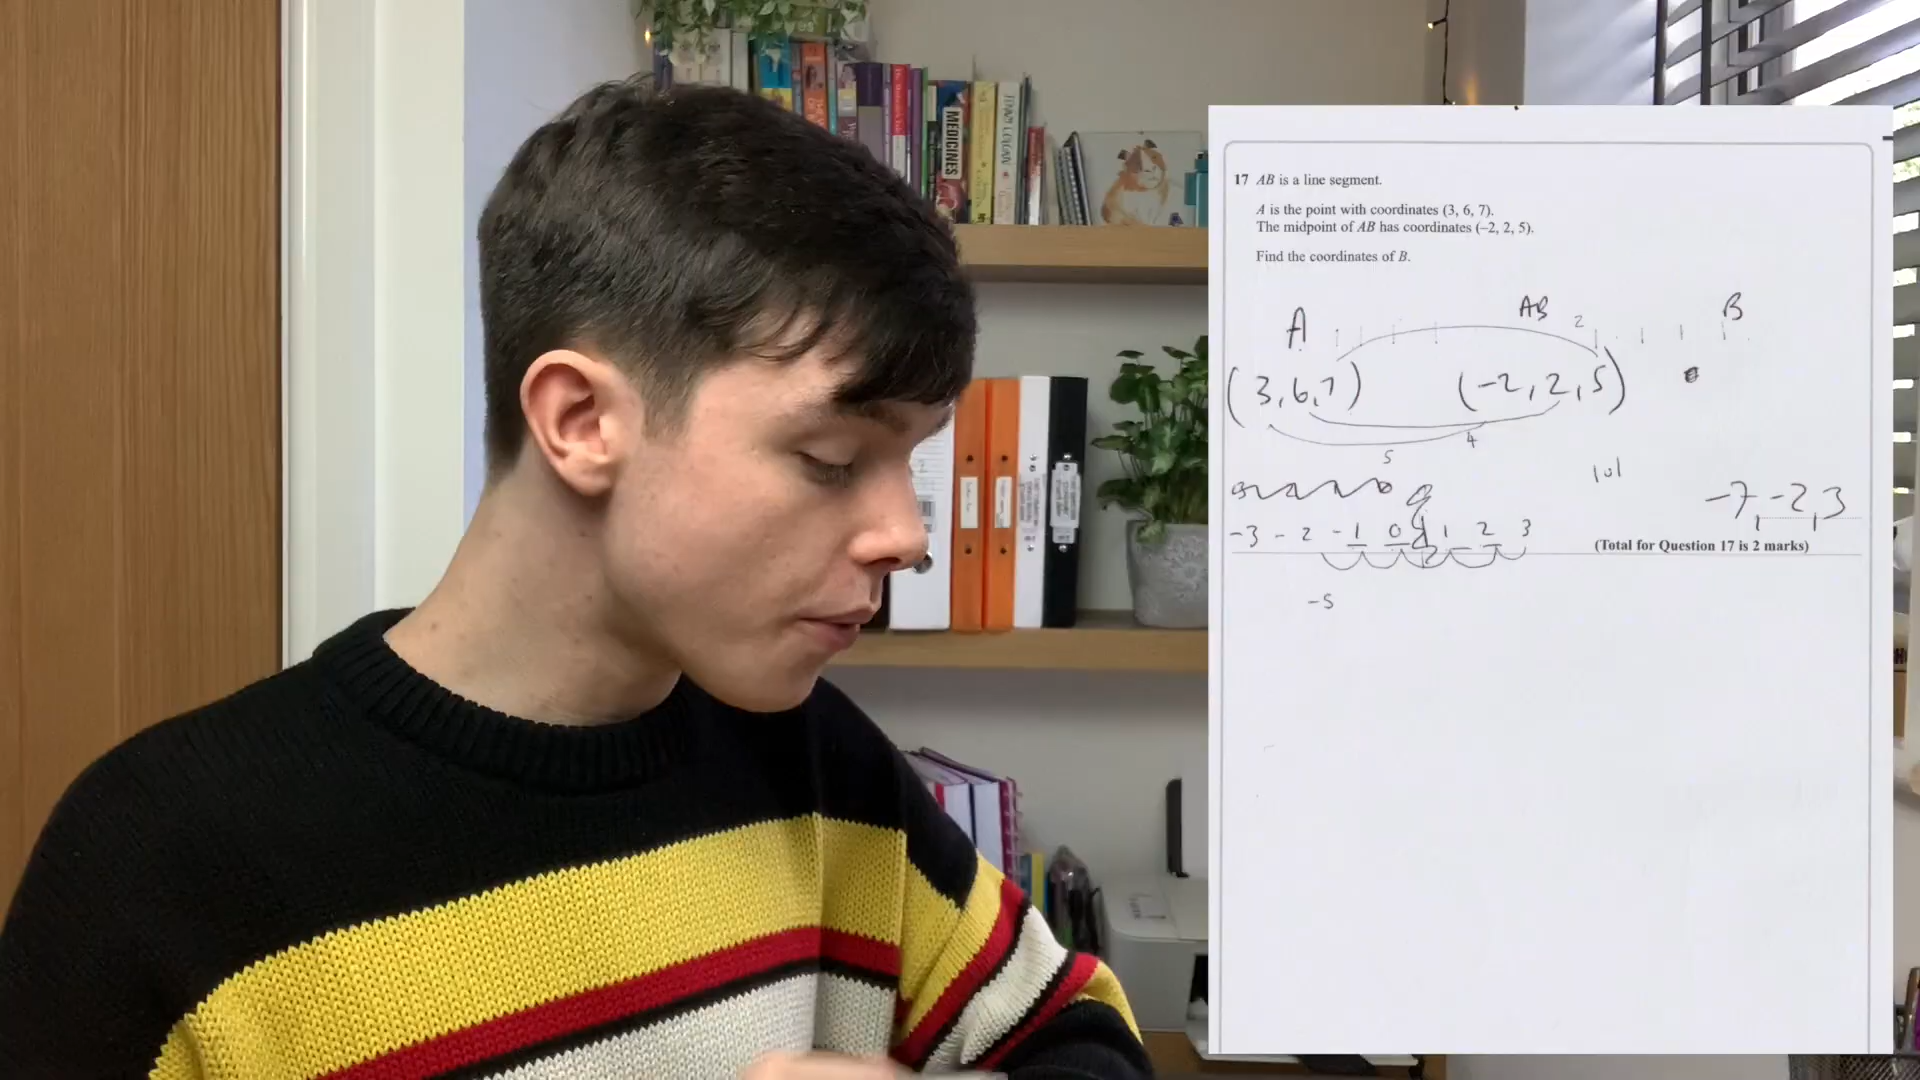 MEDICINES
17 AB is a line segment.
A is the point with coordinates (3, 6, 7).
The midpoint of AB has coordinates (–2, 2, 5).
Find the coordinates of B.
A AB 2 B
(3,6,7) (-2,2,5)
4
5
-7,-2,3
-3 -2 -1 0 1 2 3
(Total for Question 17 is 2 marks)
-5